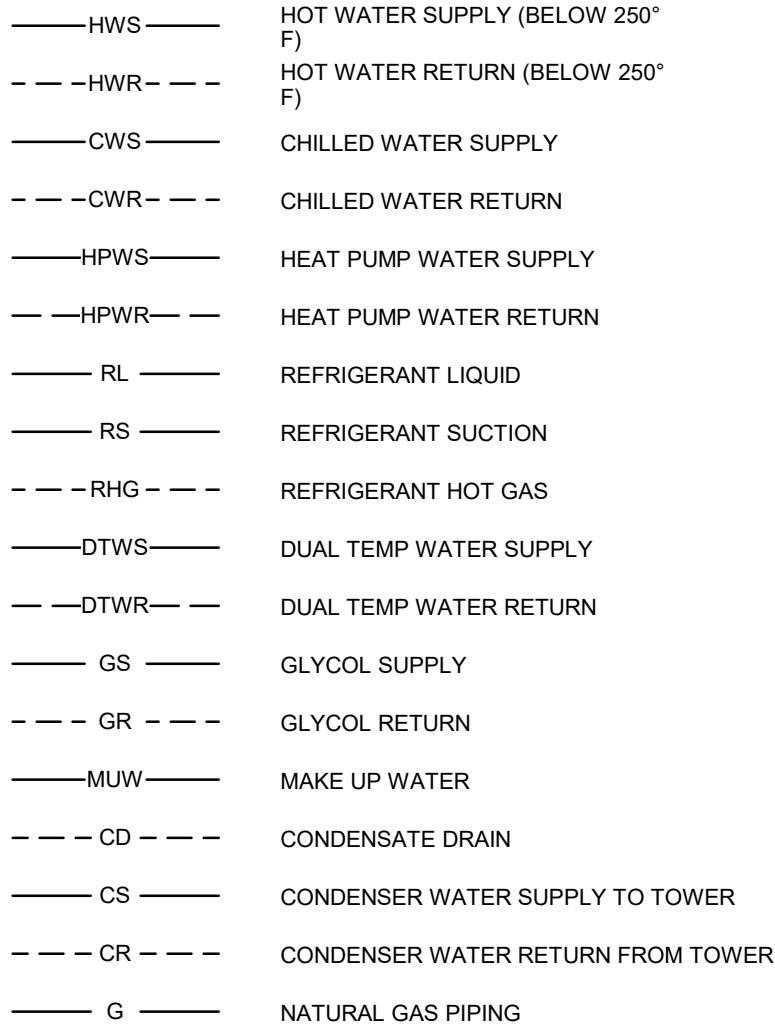 HWS HOT WATER SUPPLY (BELOW 250°
F)
HWR HOT WATER RETURN (BELOW 250°
F)
CWS CHILLED WATER SUPPLY
CWR CHILLED WATER RETURN
HPWS HEAT PUMP WATER SUPPLY
HPWR HEAT PUMP WATER RETURN
RL REFRIGERANT LIQUID
RS REFRIGERANT SUCTION
RHG REFRIGERANT HOT GAS
DTWS DUAL TEMP WATER SUPPLY
DTWR DUAL TEMP WATER RETURN
GS GLYCOL SUPPLY
GR GLYCOL RETURN
MUW MAKE UP WATER
CD CONDENSATE DRAIN
CS CONDENSER WATER SUPPLY TO TOWER
CR CONDENSER WATER RETURN FROM TOWER
G NATURAL GAS PIPING